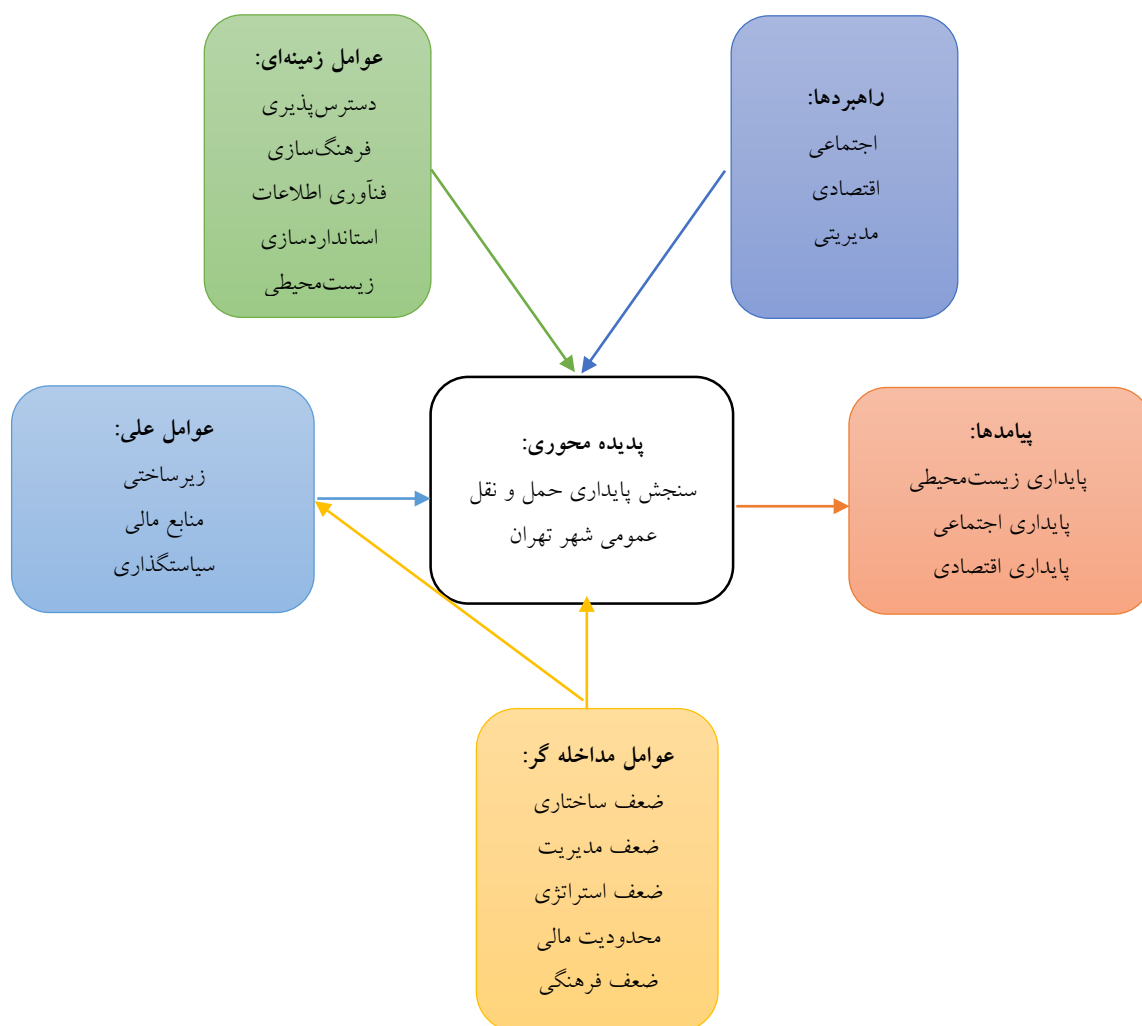 راهبردها:
اجتماعی
اقتصادی
مدیریتی
عوامل زمینه‌ای:
دسترس‌پذیری
فرهنگ‌سازی
فنآوری اطلاعات
استانداردسازی
زیست‌محیطی
پیامدها:
پایداری زیست‌محیطی
پایداری اجتماعی
پایداری اقتصادی
پدیده محوری:
سنجش پایداری حمل و نقل
عمومی شهر تهران
عوامل علی:
زیرساختی
منابع مالی
سیاستگذاری
عوامل مداخله گر:
ضعف ساختاری
ضعف مدیریت
ضعف استراتژی
محدودیت مالی
ضعف فرهنگی